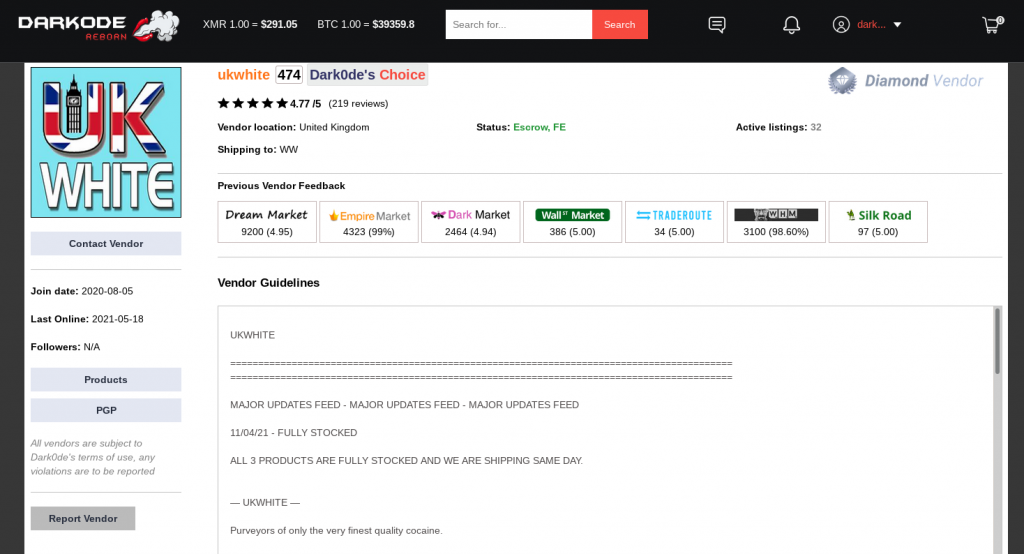 DARKODE
REBORN
XMR 1.00 = $291.05
BTC 1.00 = $39359.8
Search for...
Search
dark...
0
UK
WHITE
ukwhite 474 Dark0de's Choice
Diamond Vendor
4.77 /5 (219 reviews)
Vendor location: United Kingdom
Status: Escrow, FE
Active listings: 32
Shipping to: WW
Previous Vendor Feedback
Dream Market
9200 (4.95)
Empire Market
4323 (99%)
Dark Market
2464 (4.94)
Wall ST Market
386 (5.00)
TRADEROUTE
34 (5.00)
WHM
3100 (98.60%)
Silk Road
97 (5.00)
Contact Vendor
Join date: 2020-08-05
Last Online: 2021-05-18
Followers: N/A
Products
PGP
All vendors are subject to
Dark0de's terms of use, any
violations are to be reported
Report Vendor
Vendor Guidelines
UKWHITE
==========================================================================================
==========================================================================================
MAJOR UPDATES FEED - MAJOR UPDATES FEED - MAJOR UPDATES FEED
11/04/21 - FULLY STOCKED
ALL 3 PRODUCTS ARE FULLY STOCKED AND WE ARE SHIPPING SAME DAY.
— UKWHITE —
Purveyors of only the very finest quality cocaine.